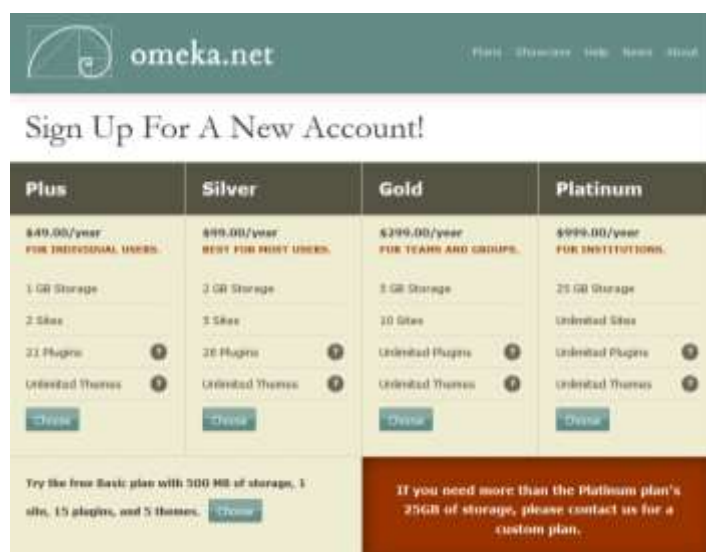 omeka.net
Plans Showcase Help News About
Sign Up For A New Account!
Plus
$49.00/year
FOR INDIVIDUAL USERS.
1 GB Storage
2 Sites
21 Plugins
Unlimited Themes
Choose
Silver
$99.00/year
BEST FOR MOST USERS.
2 GB Storage
5 Sites
Plugins
Unlimited Themes
Choose
Gold
$299.00/year
FOR TEAMS AND GROUPS.
5 GB Storage
10 Sites
Unlimited Plugins
Unlimited Themes
Choose
Platinum
$999.00/year
FOR INSTITUTIONS.
25 GB Storage
Unlimited Sites
Unlimited Plugins
Unlimited Themes
Choose
Try the free Basic plan with 500 MB of storage, 1
site, 15 plugins, and 5 themes. Choose
If you need more than the Platinum plan's
25GB of storage, please contact us for a
custom plan.